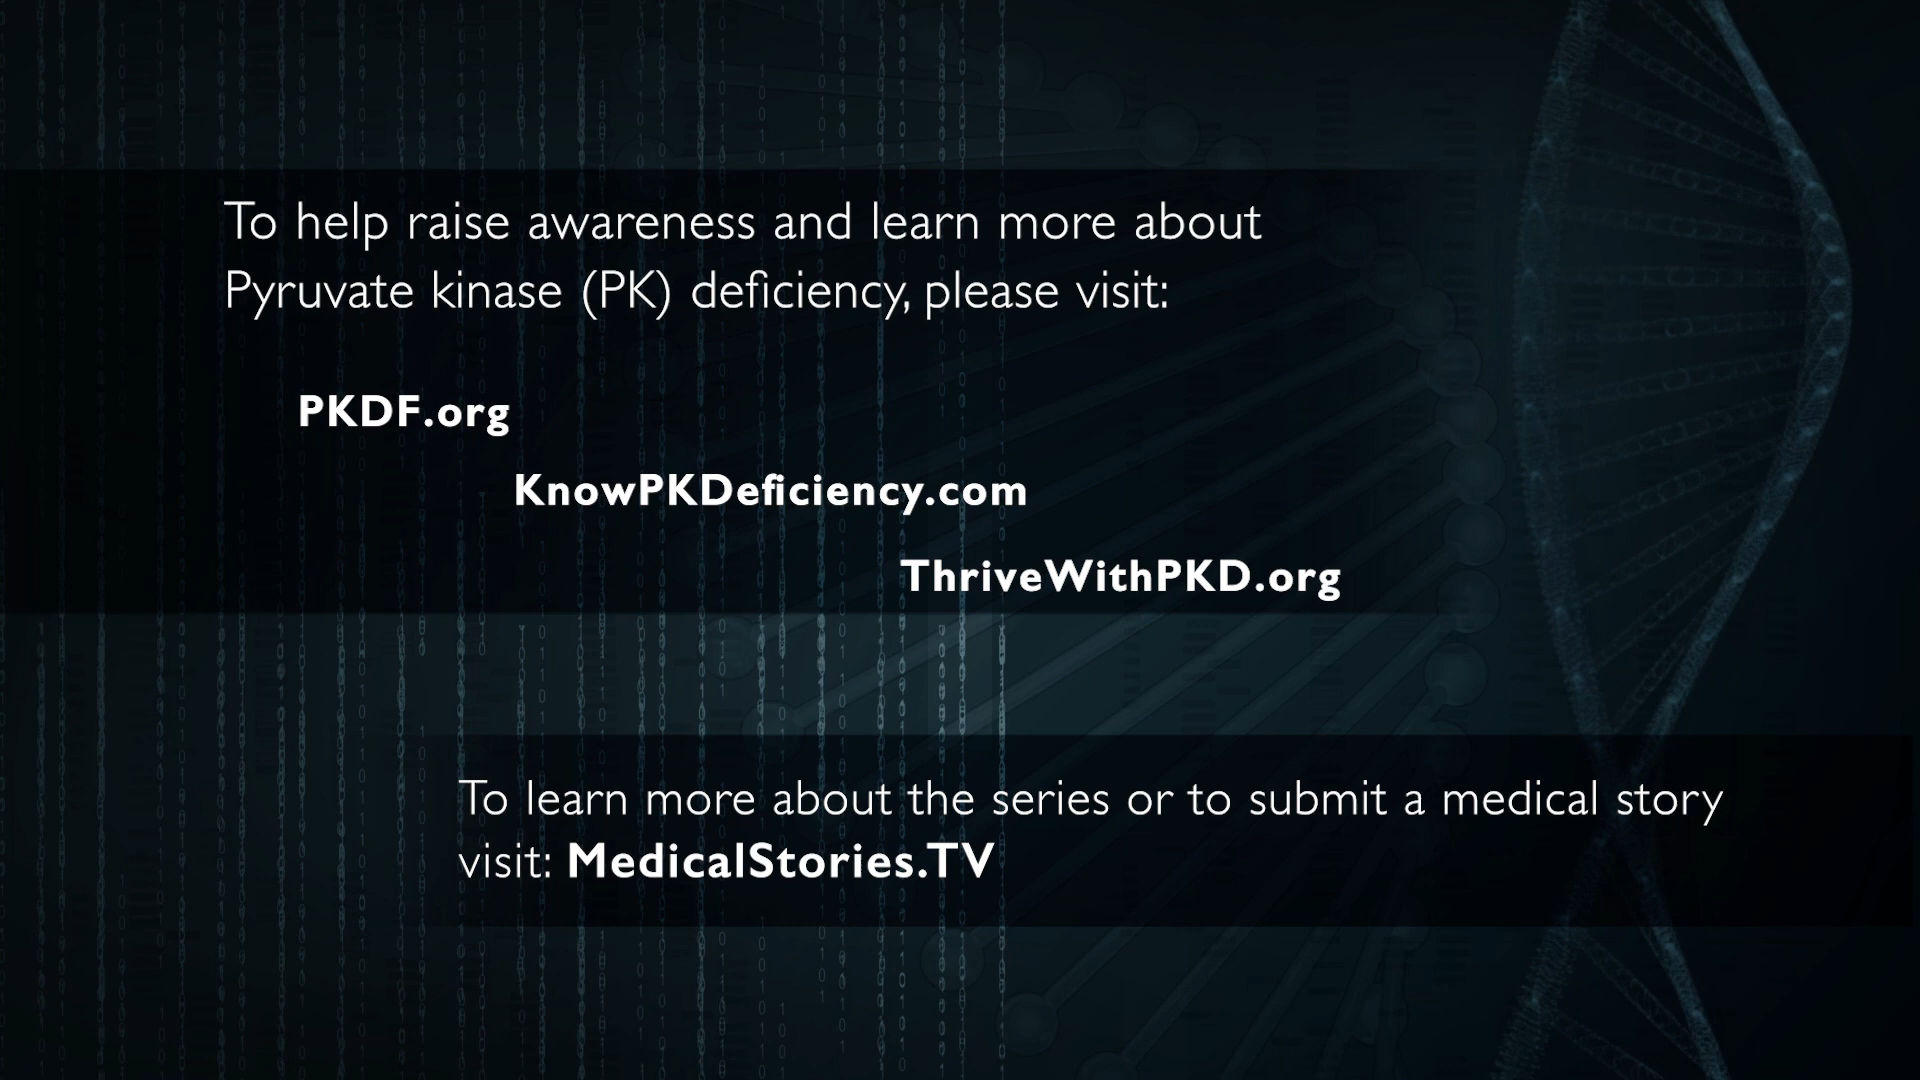 To help raise awareness and learn more about
Pyruvate kinase (PK) deficiency, please visit:
PKDF.org
KnowPKDeficiency.com
ThriveWithPKD.org
To learn more about the series or to submit a medical story
visit: MedicalStories.TV